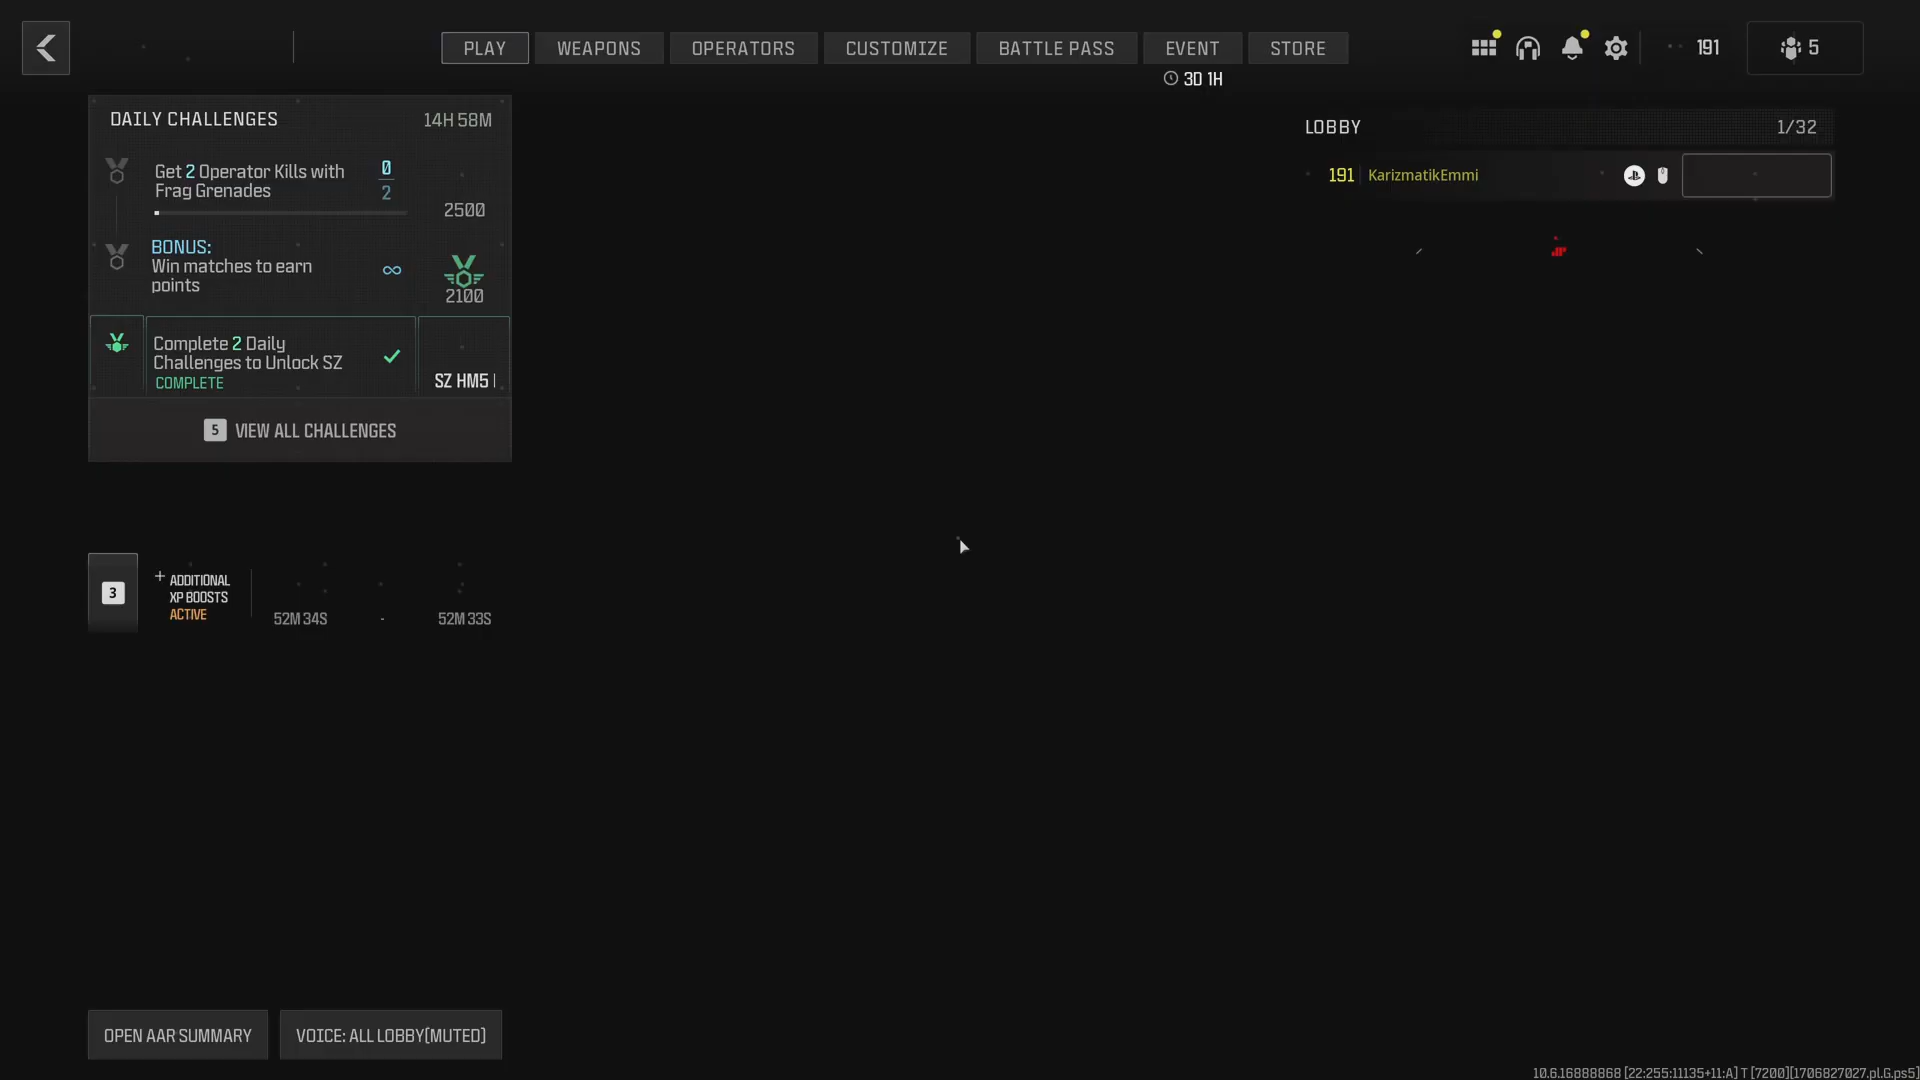 PLAY
WEAPONS
OPERATORS
CUSTOMIZE
BATTLE PASS
EVENT
STORE
191
5
3D 1H
DAILY CHALLENGES
14H 58M
Get 2 Operator Kills with
Frag Grenades
0
2
2500
BONUS:
Win matches to earn
points
∞
2100
Complete 2 Daily
Challenges to Unlock SZ
COMPLETE
SZ HM5
5 VIEW ALL CHALLENGES
LOBBY
1/32
191 KarizmatikEmmi
3
+ ADDITIONAL
XP BOOSTS
ACTIVE
52M 34S
-
52M 33S
OPEN AAR SUMMARY
VOICE: ALL LOBBY(MUTED)
10.6.16888868 [22:255:11135+11:A] T [7200][1706827027.pl.G.ps5]